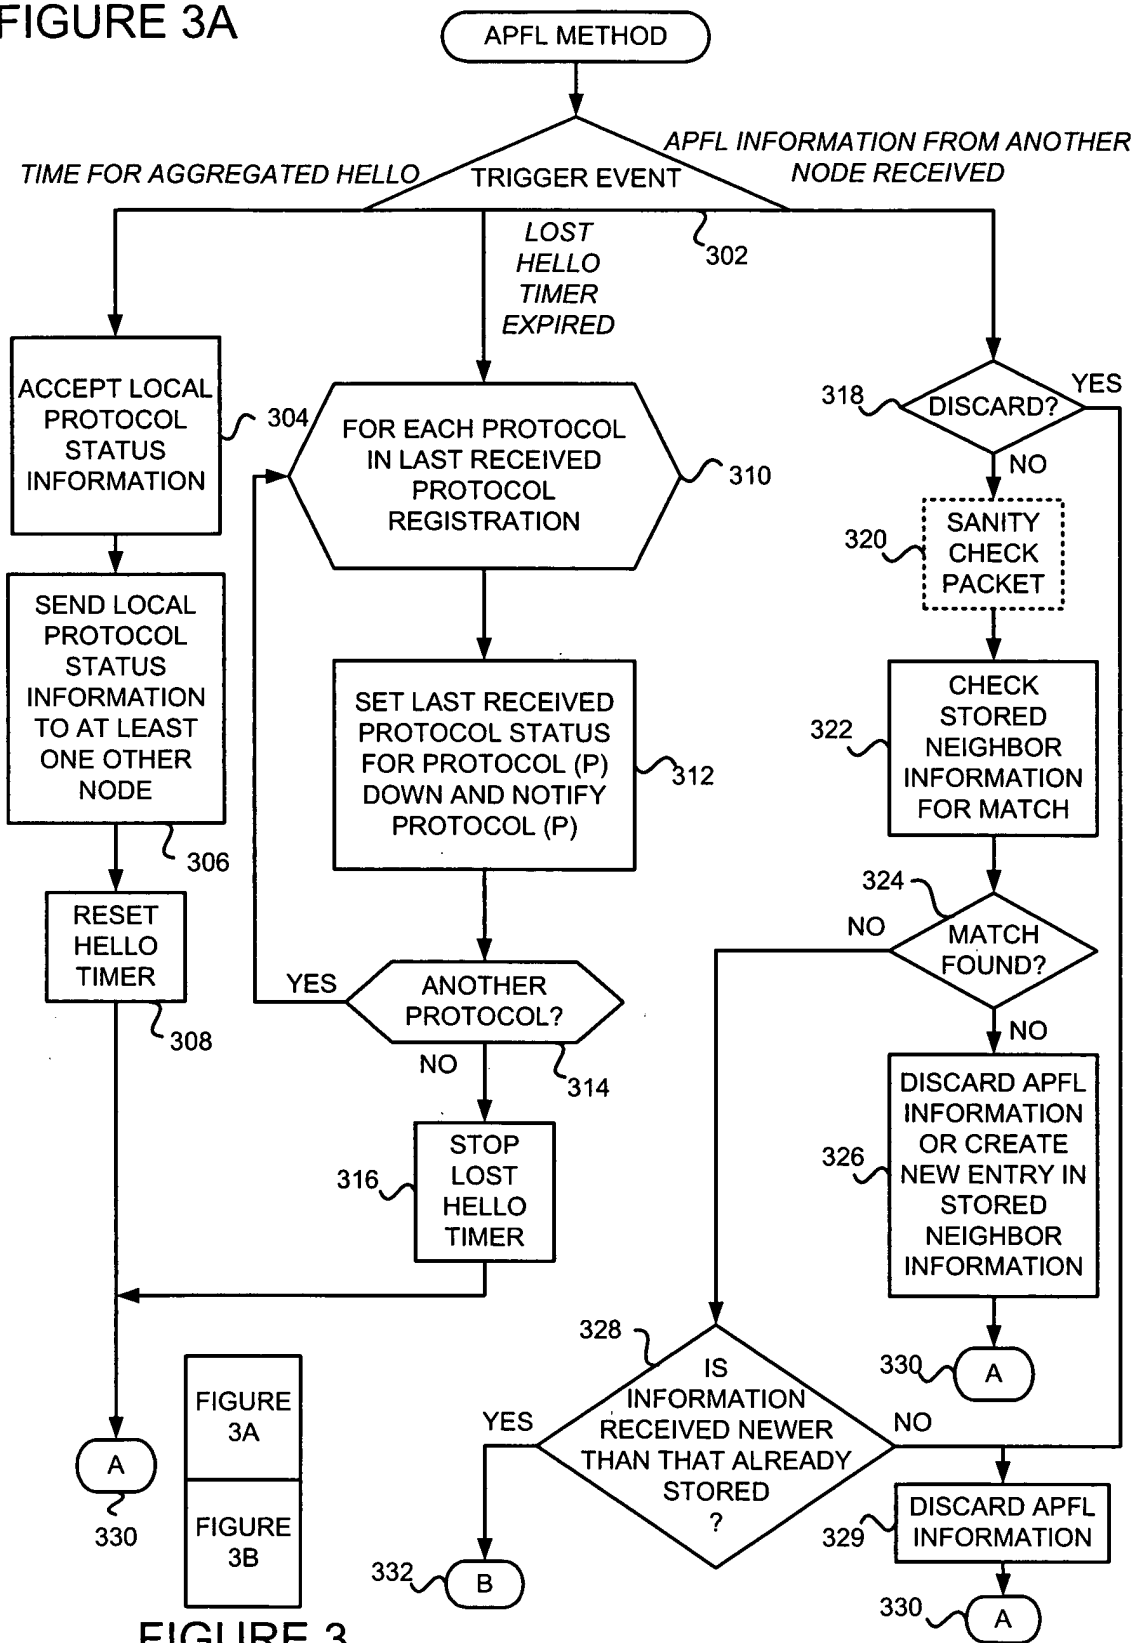 FIGURE 3A
APFL METHOD
TRIGGER EVENT
302
TIME FOR AGGREGATED HELLO
LOST
HELLO
TIMER
EXPIRED
APFL INFORMATION FROM ANOTHER
NODE RECEIVED
ACCEPT LOCAL
PROTOCOL
STATUS
INFORMATION
304
SEND LOCAL
PROTOCOL
STATUS
INFORMATION
TO AT LEAST
ONE OTHER
NODE
306
RESET
HELLO
TIMER
308
A
330
FOR EACH PROTOCOL
IN LAST RECEIVED
PROTOCOL
REGISTRATION
310
SET LAST RECEIVED
PROTOCOL STATUS
FOR PROTOCOL (P)
DOWN AND NOTIFY
PROTOCOL (P)
312
ANOTHER
PROTOCOL?
YES
NO
314
STOP
LOST
HELLO
TIMER
316
DISCARD?
318
YES
NO
SANITY
CHECK
PACKET
320
CHECK
STORED
NEIGHBOR
INFORMATION
FOR MATCH
322
324
MATCH
FOUND?
NO
NO
DISCARD APFL
INFORMATION
OR CREATE
NEW ENTRY IN
STORED
NEIGHBOR
INFORMATION
326
330
A
328
IS
INFORMATION
RECEIVED NEWER
THAN THAT ALREADY
STORED
?
YES
NO
332
B
DISCARD APFL
INFORMATION
329
330
A
FIGURE
3A
FIGURE
3B
FIGURE 3